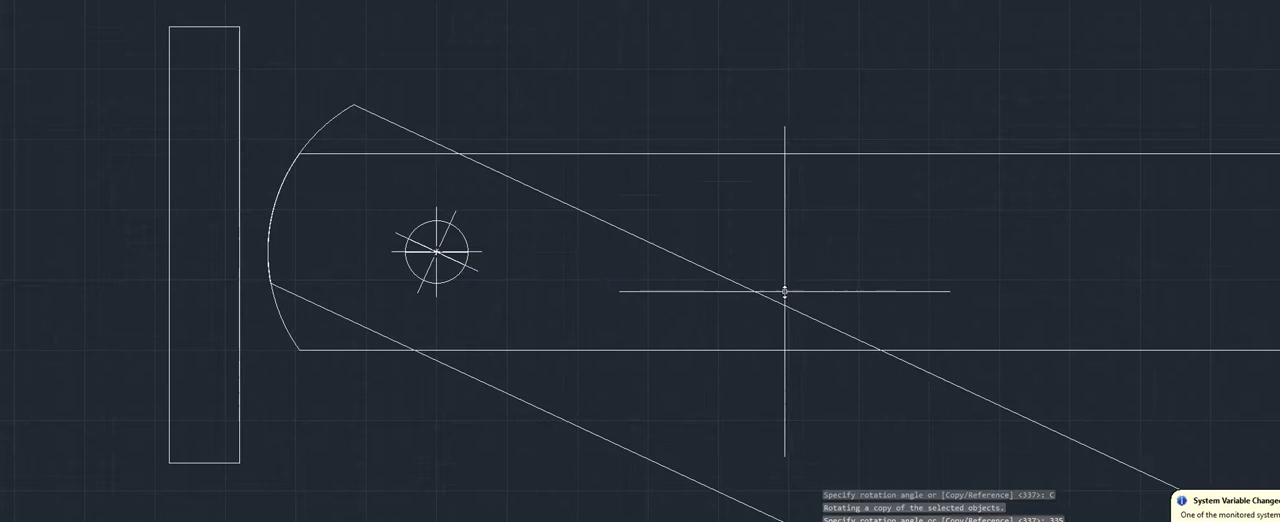 Specify rotation angle or [Copy/Reference] <337>: C
Rotating a copy of the selected objects.
Specify rotation angle or [Copy/Reference] <337>: 335
System Variable Change
One of the monitored system